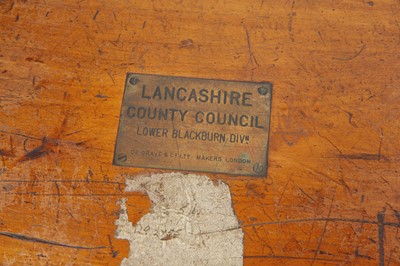 LANCASHIRE
COUNTY COUNCIL
LOWER BLACKBURN DIVN
MAKERS LONDON